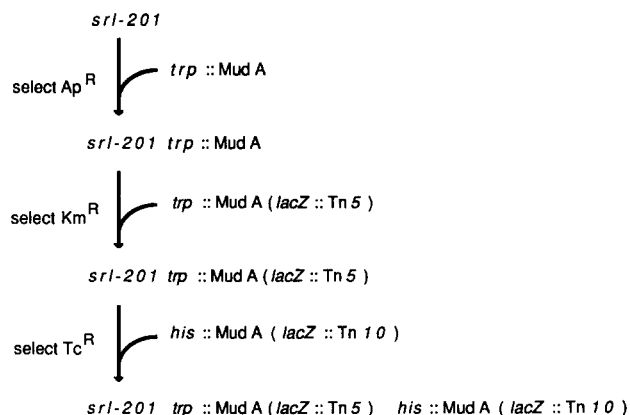 srl-201
select Ap R
trp :: Mud A
srl-201 trp :: Mud A
select Km R
trp :: Mud A ( lacZ :: Tn 5 )
srl-201 trp :: Mud A ( lacZ :: Tn 5 )
select Tc R
his :: Mud A ( lacZ :: Tn 10 )
srl-201 trp :: Mud A ( lacZ :: Tn 5 ) his :: Mud A ( lacZ :: Tn 10 )